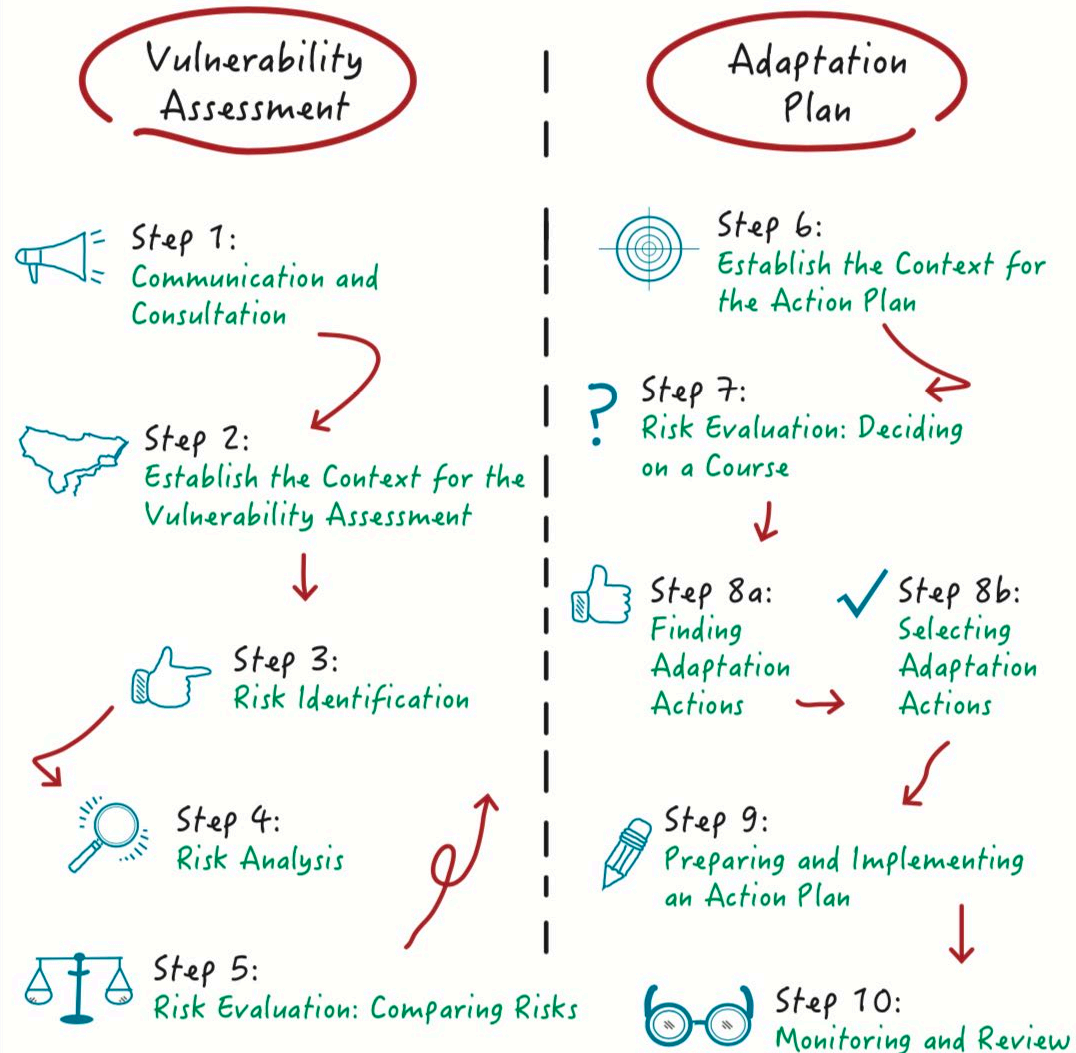 Vulnerability
Assessment
Step 1:
Communication and
Consultation
Step 2:
Establish the Context for the
Vulnerability Assessment
Step 3:
Risk Identification
Step 4:
Risk Analysis
Step 5:
Risk Evaluation: Comparing Risks
Adaptation
Plan
Step 6:
Establish the Context for
the Action Plan
?
Step 7:
Risk Evaluation: Deciding
on a Course
Step 8a:
Finding
Adaptation
Actions
Step 8b:
Selecting
Adaptation
Actions
Step 9:
Preparing and Implementing
an Action Plan
Step 10:
Monitoring and Review